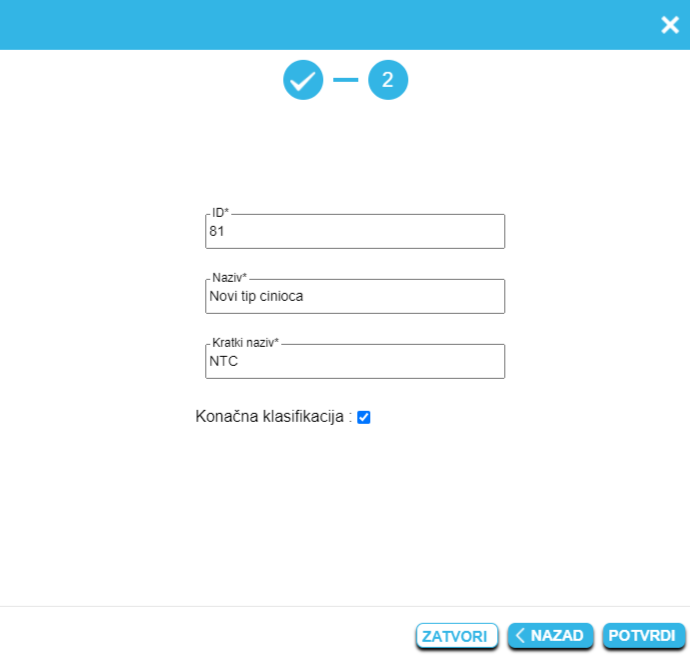 2
ID*
81
Naziv*
Novi tip cinioca
Kratki naziv*
NTC
Konačna klasifikacija :
ZATVORI
NAZAD
POTVRDI